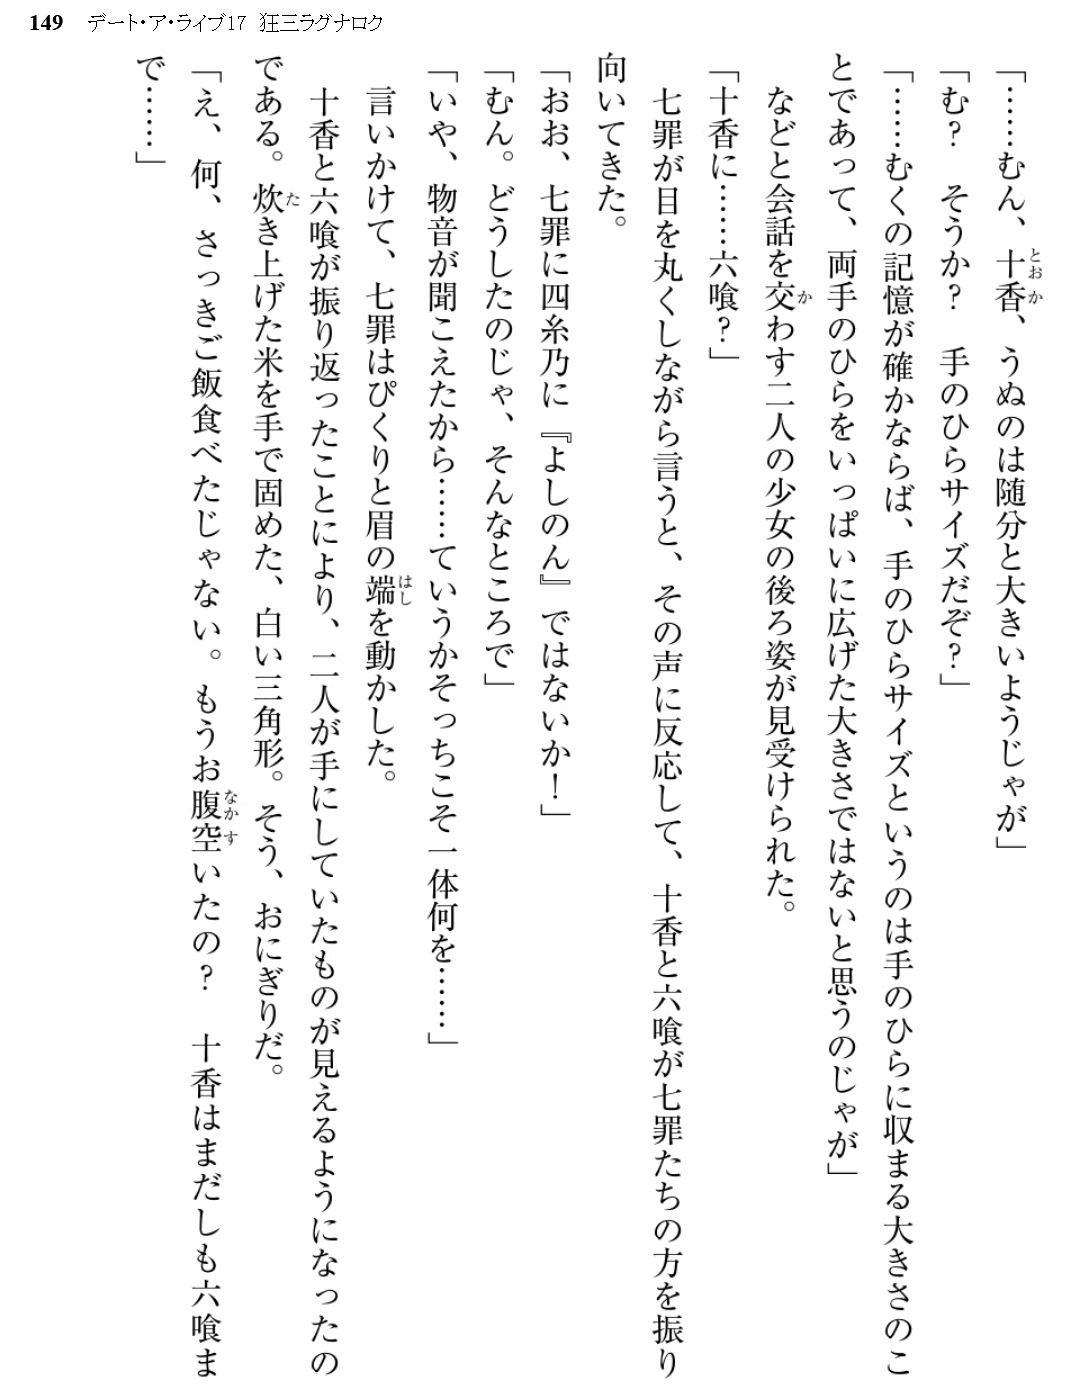 149 デート・ア・ライブ17 狂三ラグナロク
「……むん、十香、うぬのは随分と大きいようじゃが」
「む？　そうか？　手のひらサイズだぞ？」
「……むくの記憶が確かならば、手のひらサイズというのは手のひらに収まる大きさのこ
とであって、両手のひらをいっぱいに広げた大きさではないと思うのじゃが」
　などと会話を交わす二人の少女の後ろ姿が見受けられた。
「十香に……六喰？」
　七罪が目を丸くしながら言うと、その声に反応して、十香と六喰が七罪たちの方を振り
向いてきた。
「おお、七罪に四糸乃に『よしのん』ではないか！」
「むん。どうしたのじゃ、そんなところで」
「いや、物音が聞こえたから……ていうかそっちこそ一体何を……」
　言いかけて、七罪はぴくりと眉の端を動かした。
　十香と六喰が振り返ったことにより、二人が手にしていたものが見えるようになったの
である。炊き上げた米を手で固めた、白い三角形。そう、おにぎりだ。
「え、何、さっきご飯食べたじゃない。もうお腹空いたの？　十香はまだしも六喰ま
で……」